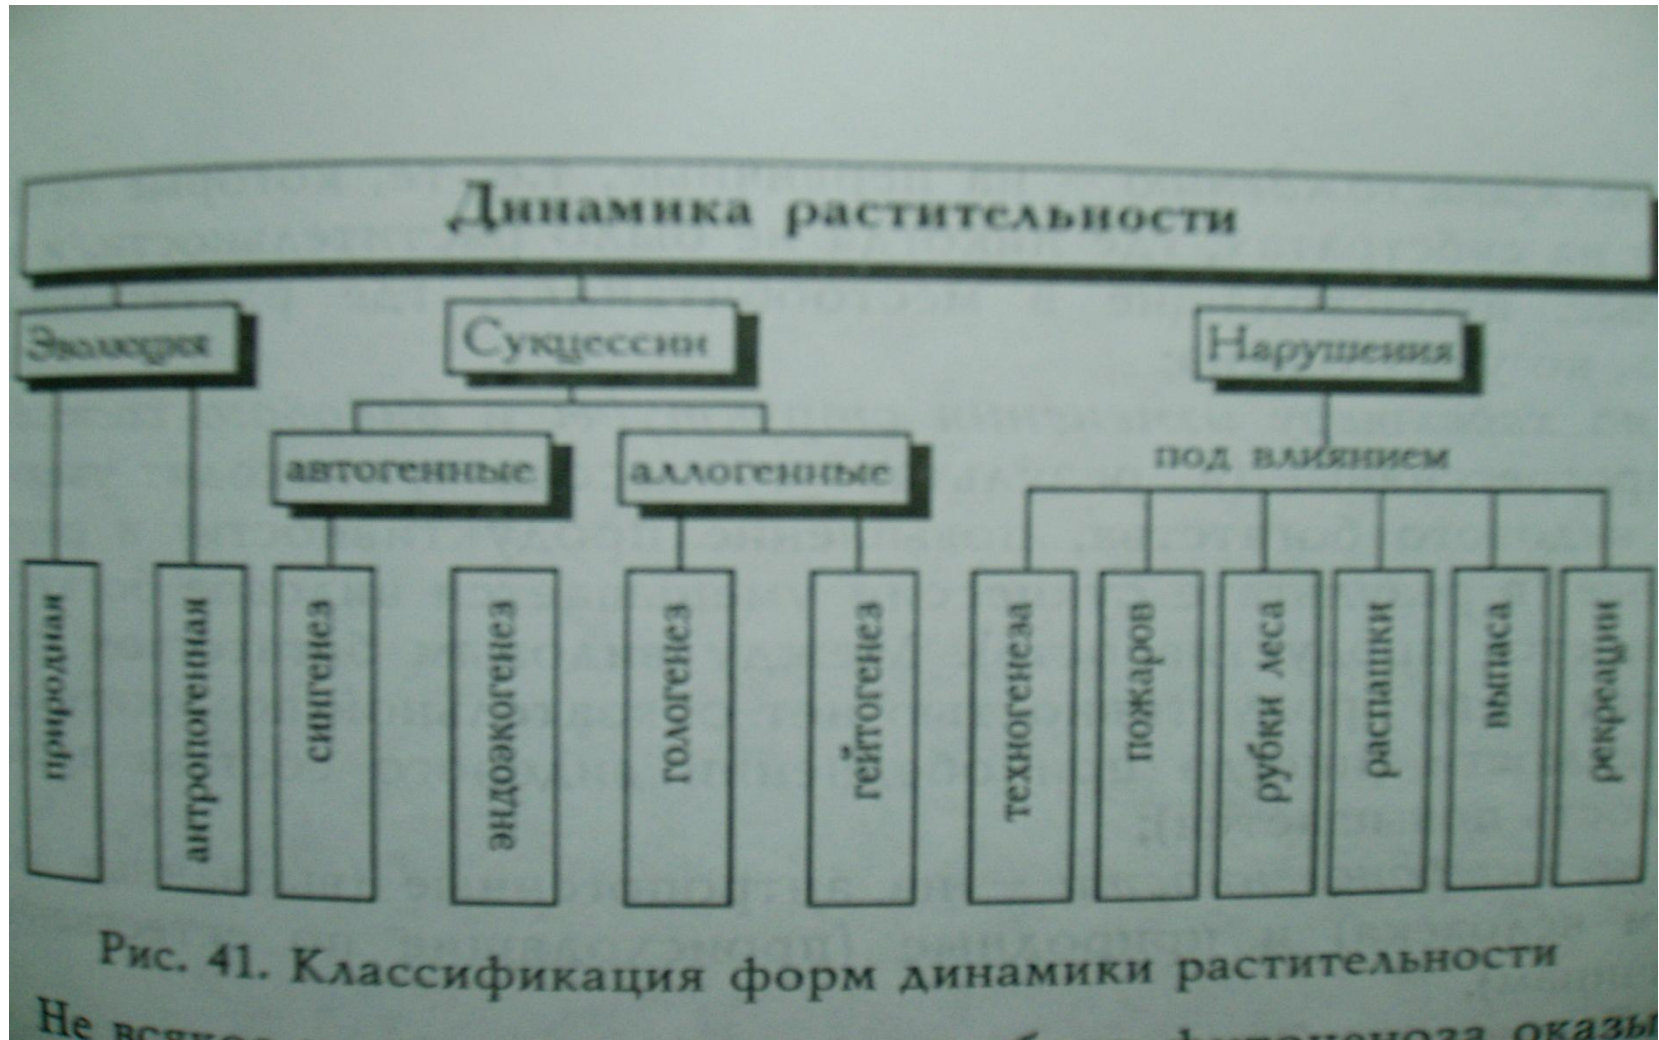 Динамика растительности
Эволюция
Сукцессии
Нарушения
автогенные
аллогенные
под влиянием
природная
антропогенная
сингенез
эндоэкогенез
гологенез
гейтогенез
техногенеза
пожаров
рубки леса
распашки
выпаса
рекреации
Рис. 41. Классификация форм динамики растительности
Не